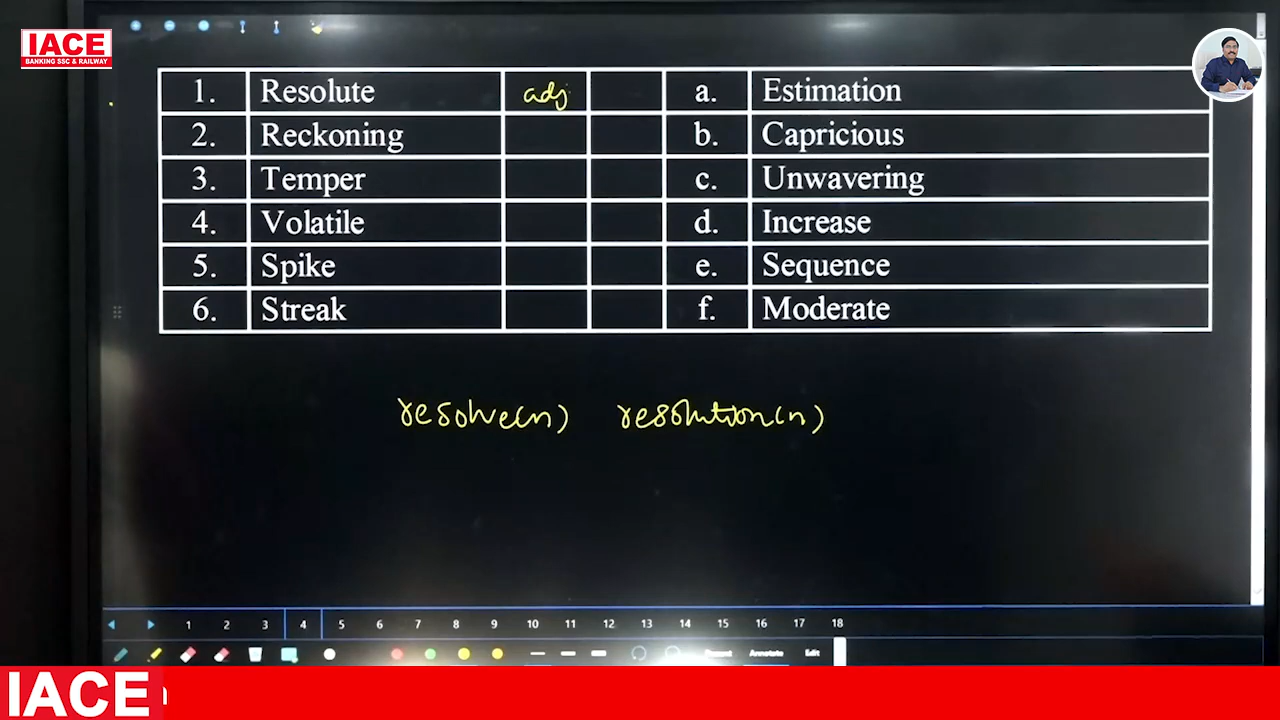 IACE
BANKING SSC & RAILWAY
1. Resolute adj a. Estimation
2. Reckoning b. Capricious
3. Temper c. Unwavering
4. Volatile d. Increase
5. Spike e. Sequence
6. Streak f. Moderate
resolve(n) resolution(n)
1 2 3 4 5 6 7 8 9 10 11 12 13 14 15 16 17 18
Annotate Edit
IACE